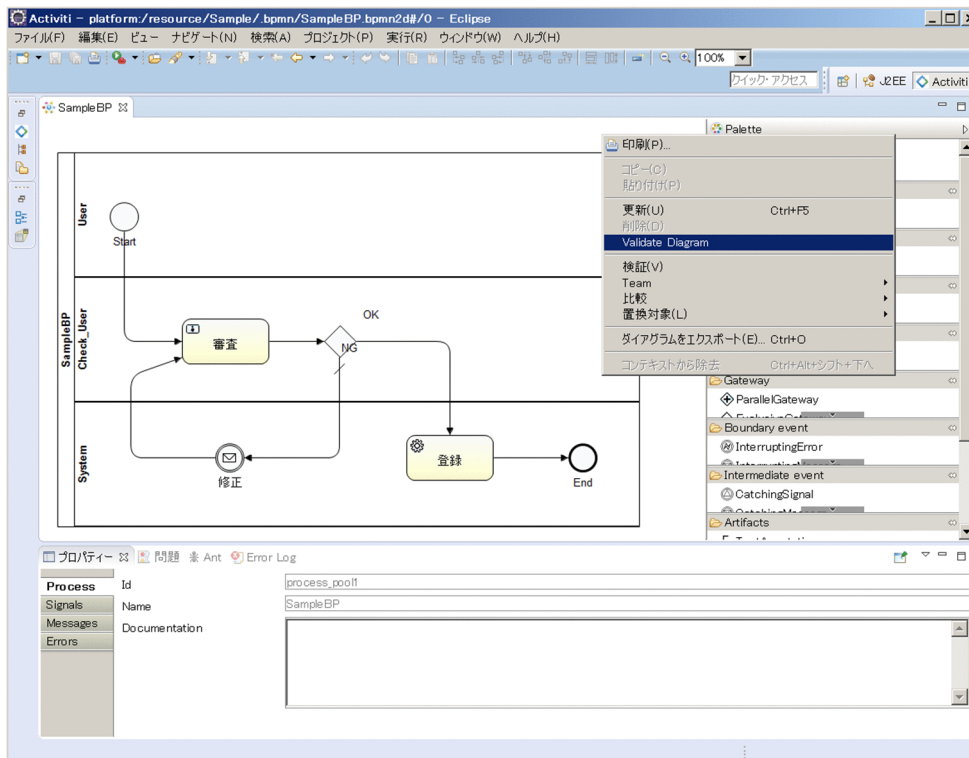 Activiti - platform:/resource/Sample/.bpmn/SampleBP.bpmn2d#/0 - Eclipse
ファイル(F) 編集(E) ビュー ナビゲート(N) 検索(A) プロジェクト(P) 実行(R) ウィンドウ(W) ヘルプ(H)
100%
クイック・アクセス J2EE Activiti
SampleBP
Palette
印刷(P)...
コピー(C)
貼り付け(P)
更新(U) Ctrl+F5
削除(D)
Validate Diagram
検証(V)
Team
比較
置換対象(L)
ダイアグラムをエクスポート(E)... Ctrl+O
コンテキストから除去 Ctrl+Alt+シフト+下へ
SampleBP
User
Start
Check_User
審査
OK
NG
System
修正
登録
End
Gateway
ParallelGateway
Boundary event
InterruptingError
Intermediate event
CatchingSignal
Artifacts
プロパティー 問題 Ant Error Log
Process
Signals
Messages
Errors
Id process_pool1
Name SampleBP
Documentation